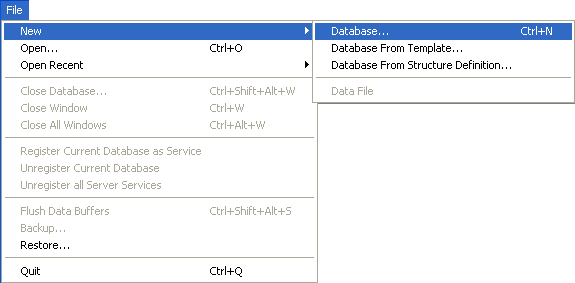 File
New
Database... Ctrl+N
Database From Template...
Database From Structure Definition...
Data File
Open... Ctrl+O
Open Recent
Close Database... Ctrl+Shift+Alt+W
Close Window Ctrl+W
Close All Windows Ctrl+Alt+W
Register Current Database as Service
Unregister Current Database
Unregister all Server Services
Flush Data Buffers Ctrl+Shift+Alt+S
Backup...
Restore...
Quit Ctrl+Q